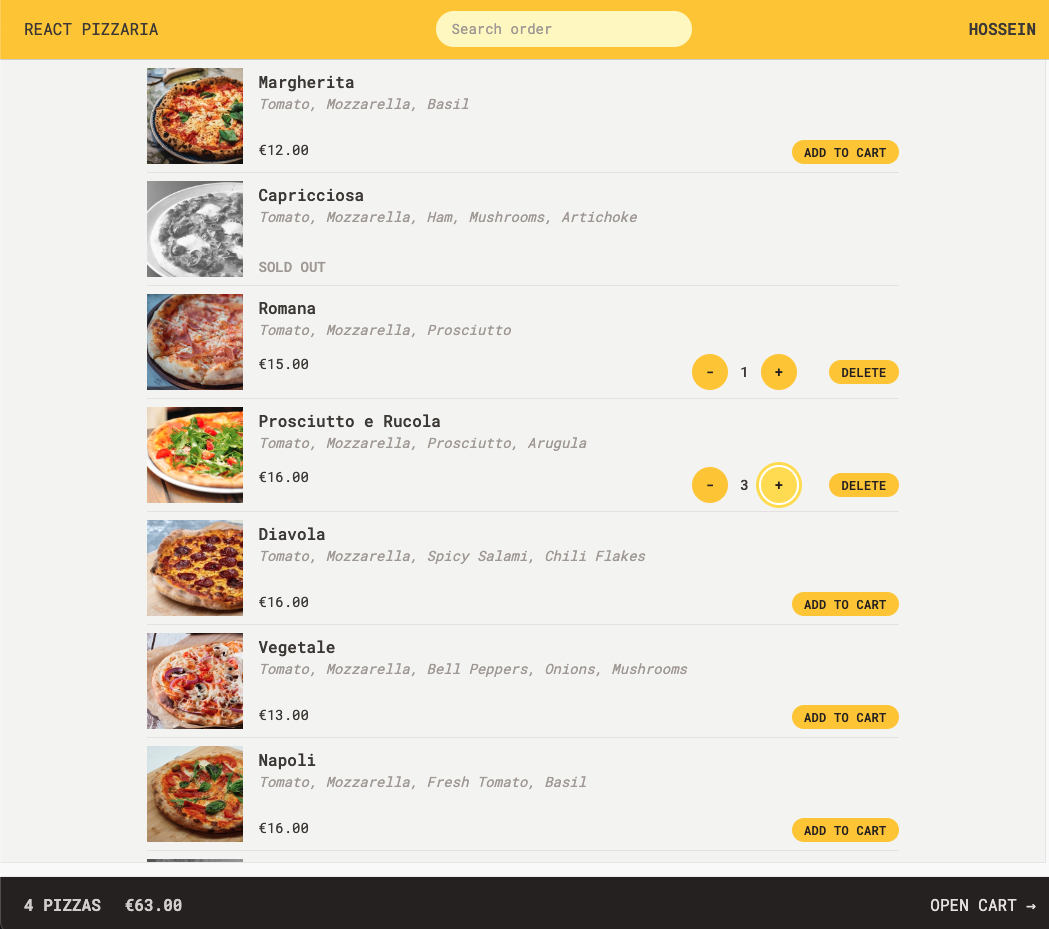 REACT PIZZARIA
Search order
HOSSEIN
Margherita
Tomato, Mozzarella, Basil
€12.00
ADD TO CART
Capricciosa
Tomato, Mozzarella, Ham, Mushrooms, Artichoke
SOLD OUT
Romana
Tomato, Mozzarella, Prosciutto
€15.00
- 1 +
DELETE
Prosciutto e Rucola
Tomato, Mozzarella, Prosciutto, Arugula
€16.00
- 3 +
DELETE
Diavola
Tomato, Mozzarella, Spicy Salami, Chili Flakes
€16.00
ADD TO CART
Vegetale
Tomato, Mozzarella, Bell Peppers, Onions, Mushrooms
€13.00
ADD TO CART
Napoli
Tomato, Mozzarella, Fresh Tomato, Basil
€16.00
ADD TO CART
4 PIZZAS €63.00
OPEN CART →